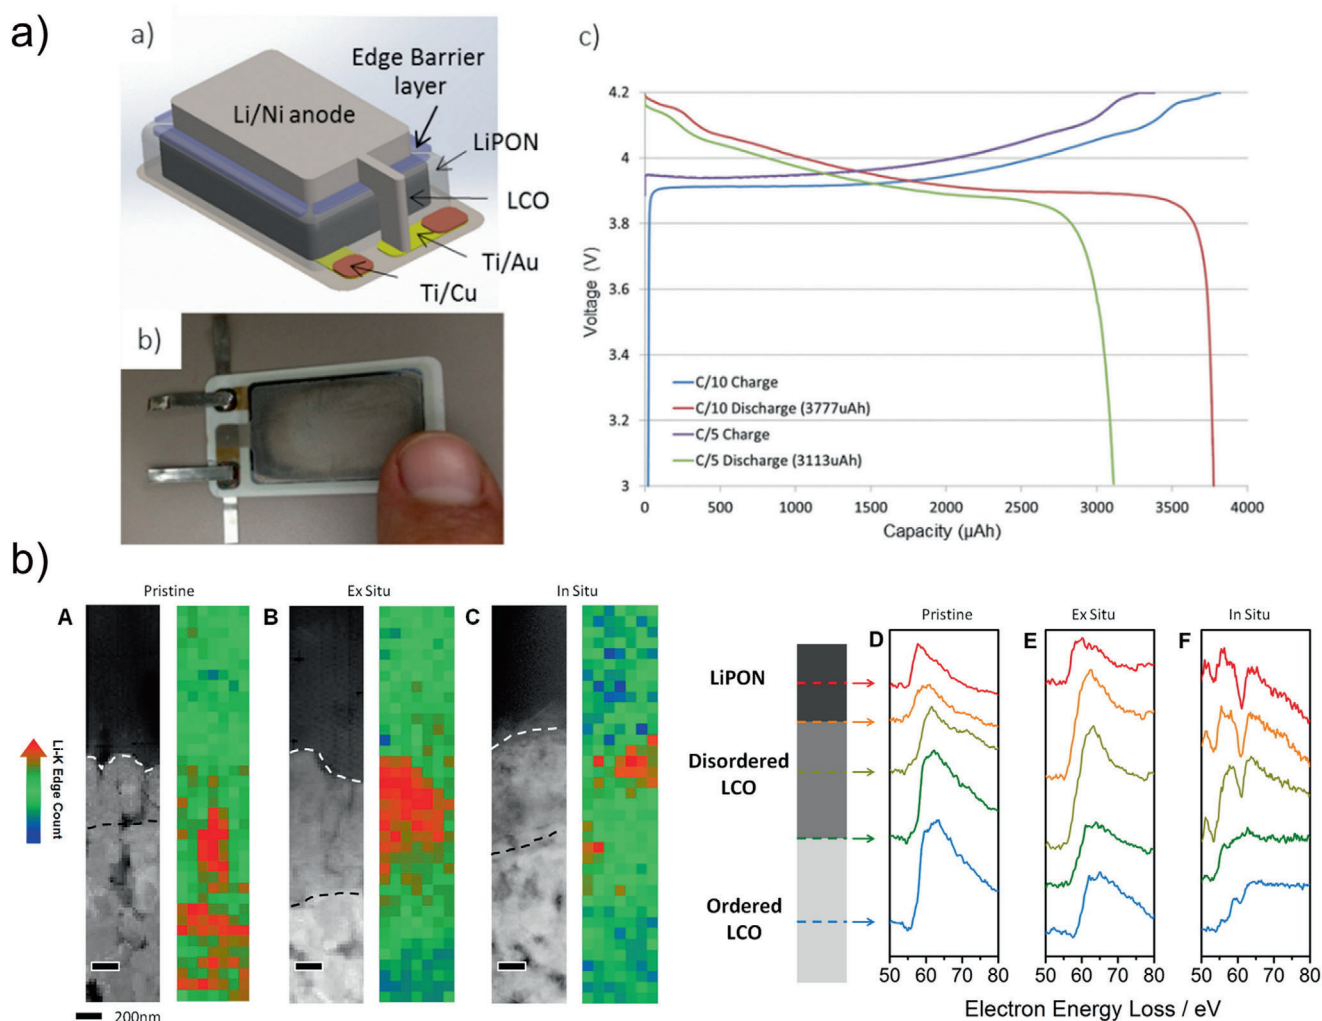 a)
a)
Edge Barrier
layer
Li/Ni anode
LiPON
LCO
Ti/Au
Ti/Cu
b)
c)
4.2
4
3.8
3.6
3.4
3.2
3
Voltage (V)
C/10 Charge
C/10 Discharge (3777uAh)
C/5 Charge
C/5 Discharge (3113uAh)
0 500 1000 1500 2000 2500 3000 3500 4000
Capacity (µAh)
b)
Pristine Ex Situ In Situ
A B C
Li-K Edge Count
200nm
LiPON
Disordered
LCO
Ordered
LCO
Pristine Ex Situ In Situ
D E F
50 60 70 80 50 60 70 80 50 60 70 80
Electron Energy Loss / eV